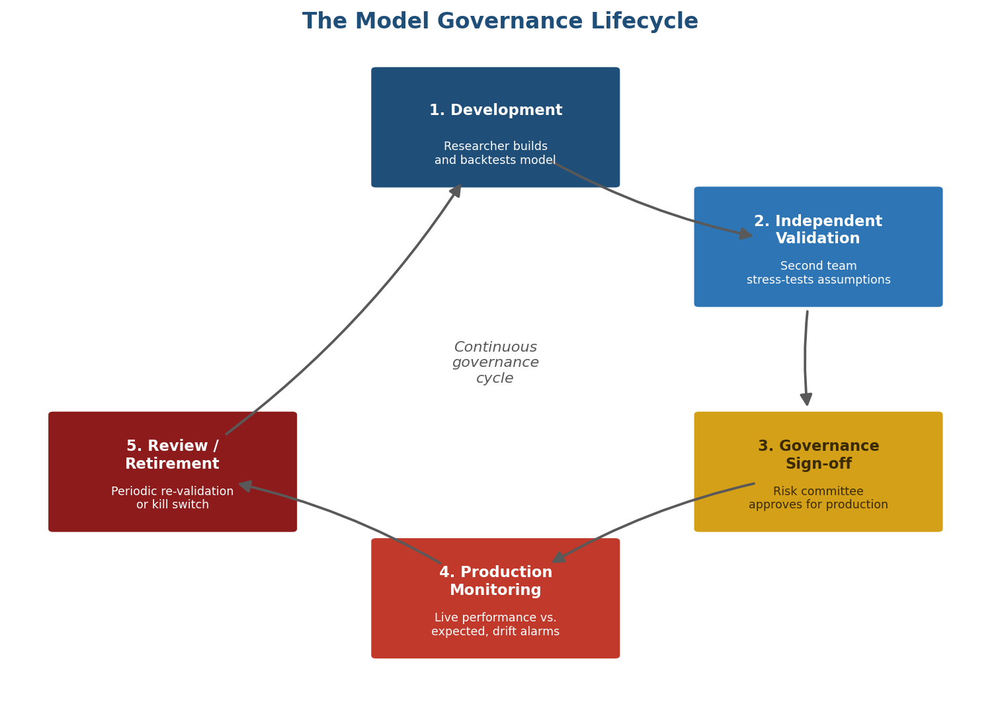 The Model Governance Lifecycle
1. Development
Researcher builds
and backtests model
2. Independent
Validation
Second team
stress-tests assumptions
Continuous
governance
cycle
3. Governance
Sign-off
Risk committee
approves for production
4. Production
Monitoring
Live performance vs.
expected, drift alarms
5. Review /
Retirement
Periodic re-validation
or kill switch